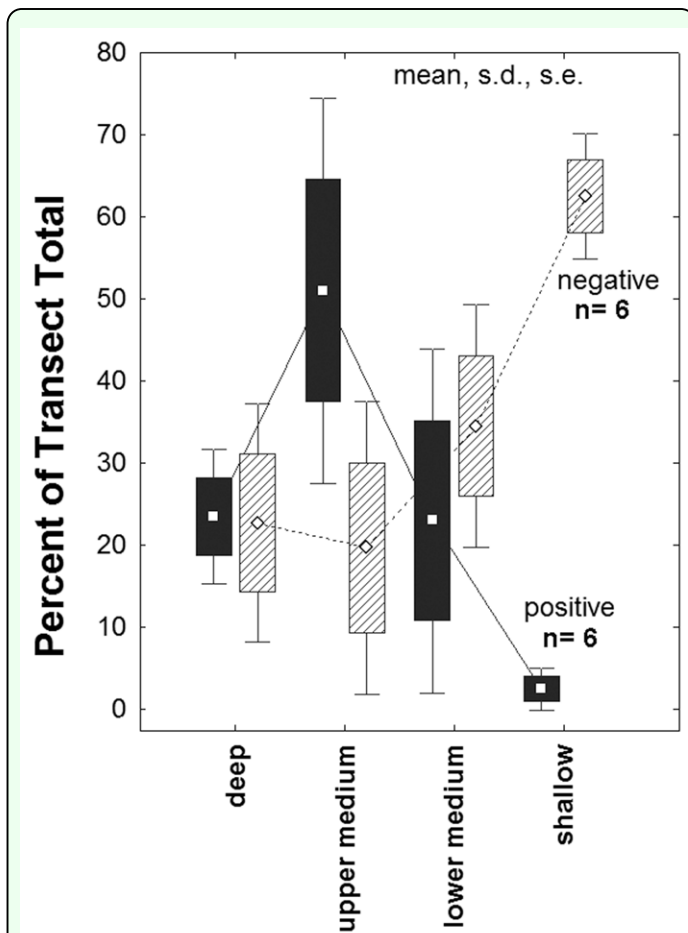 Percent of Transect Total
80
70
60
50
40
30
20
10
0
mean, s.d., s.e.
negative
n= 6
positive
n= 6
deep
upper medium
lower medium
shallow